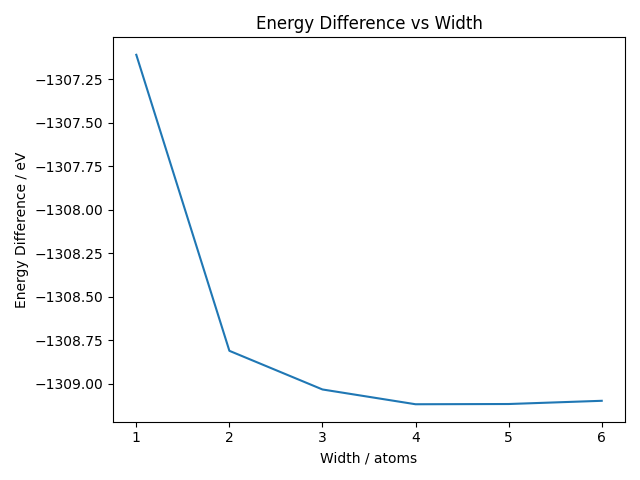 Energy Difference vs Width
Energy Difference / eV
−1307.25
−1307.50
−1307.75
−1308.00
−1308.25
−1308.50
−1308.75
−1309.00
1 2 3 4 5 6
Width / atoms